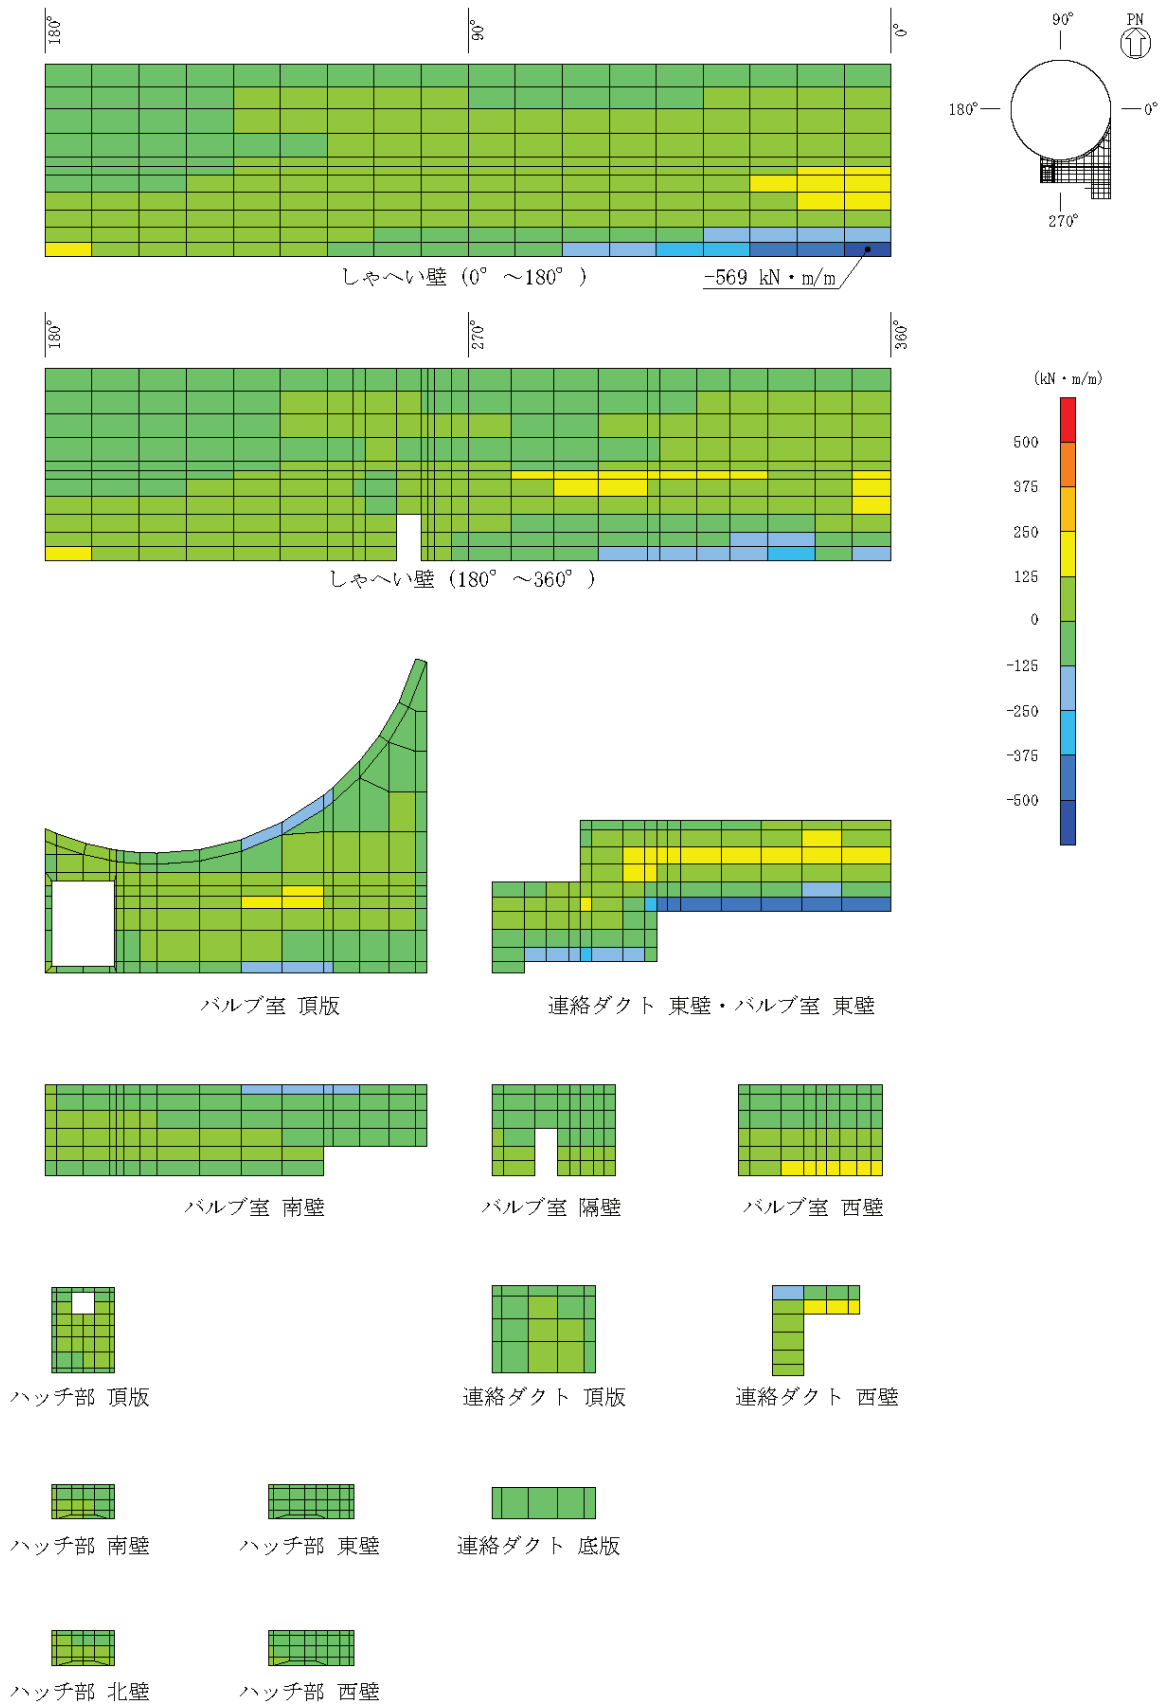 180°
90°
0°
90°
PN
180°
0°
270°
しゃへい壁 (0° ～180° )
-569 kN・m/m
180°
270°
360°
しゃへい壁 (180° ～360° )
(kN・m/m)
500
375
250
125
0
-125
-250
-375
-500
バルブ室 頂版
連絡ダクト 東壁・バルブ室 東壁
バルブ室 南壁
バルブ室 隔壁
バルブ室 西壁
ハッチ部 頂版
連絡ダクト 頂版
連絡ダクト 西壁
ハッチ部 南壁
ハッチ部 東壁
連絡ダクト 底版
ハッチ部 北壁
ハッチ部 西壁